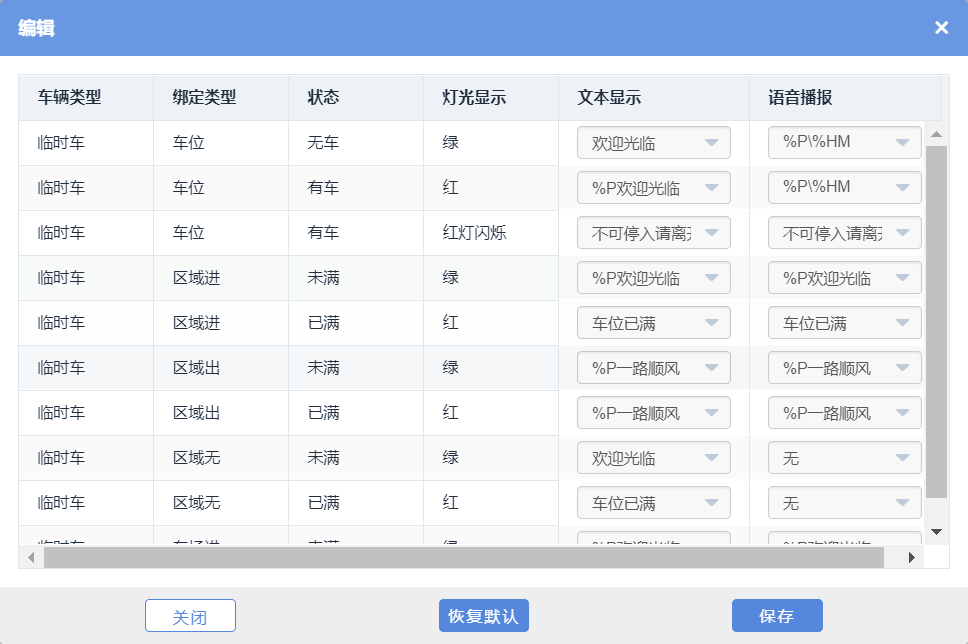 编辑
车辆类型 绑定类型 状态 灯光显示 文本显示 语音播报
临时车 车位 无车 绿 欢迎光临 %P\%HM
临时车 车位 有车 红 %P欢迎光临 %P\%HM
临时车 车位 有车 红灯闪烁 不可停入请离 不可停入请离
临时车 区域进 未满 绿 %P欢迎光临 %P欢迎光临
临时车 区域进 已满 红 车位已满 车位已满
临时车 区域出 未满 绿 %P一路顺风 %P一路顺风
临时车 区域出 已满 红 %P一路顺风 %P一路顺风
临时车 区域无 未满 绿 欢迎光临 无
临时车 区域无 已满 红 车位已满 无
关闭 恢复默认 保存